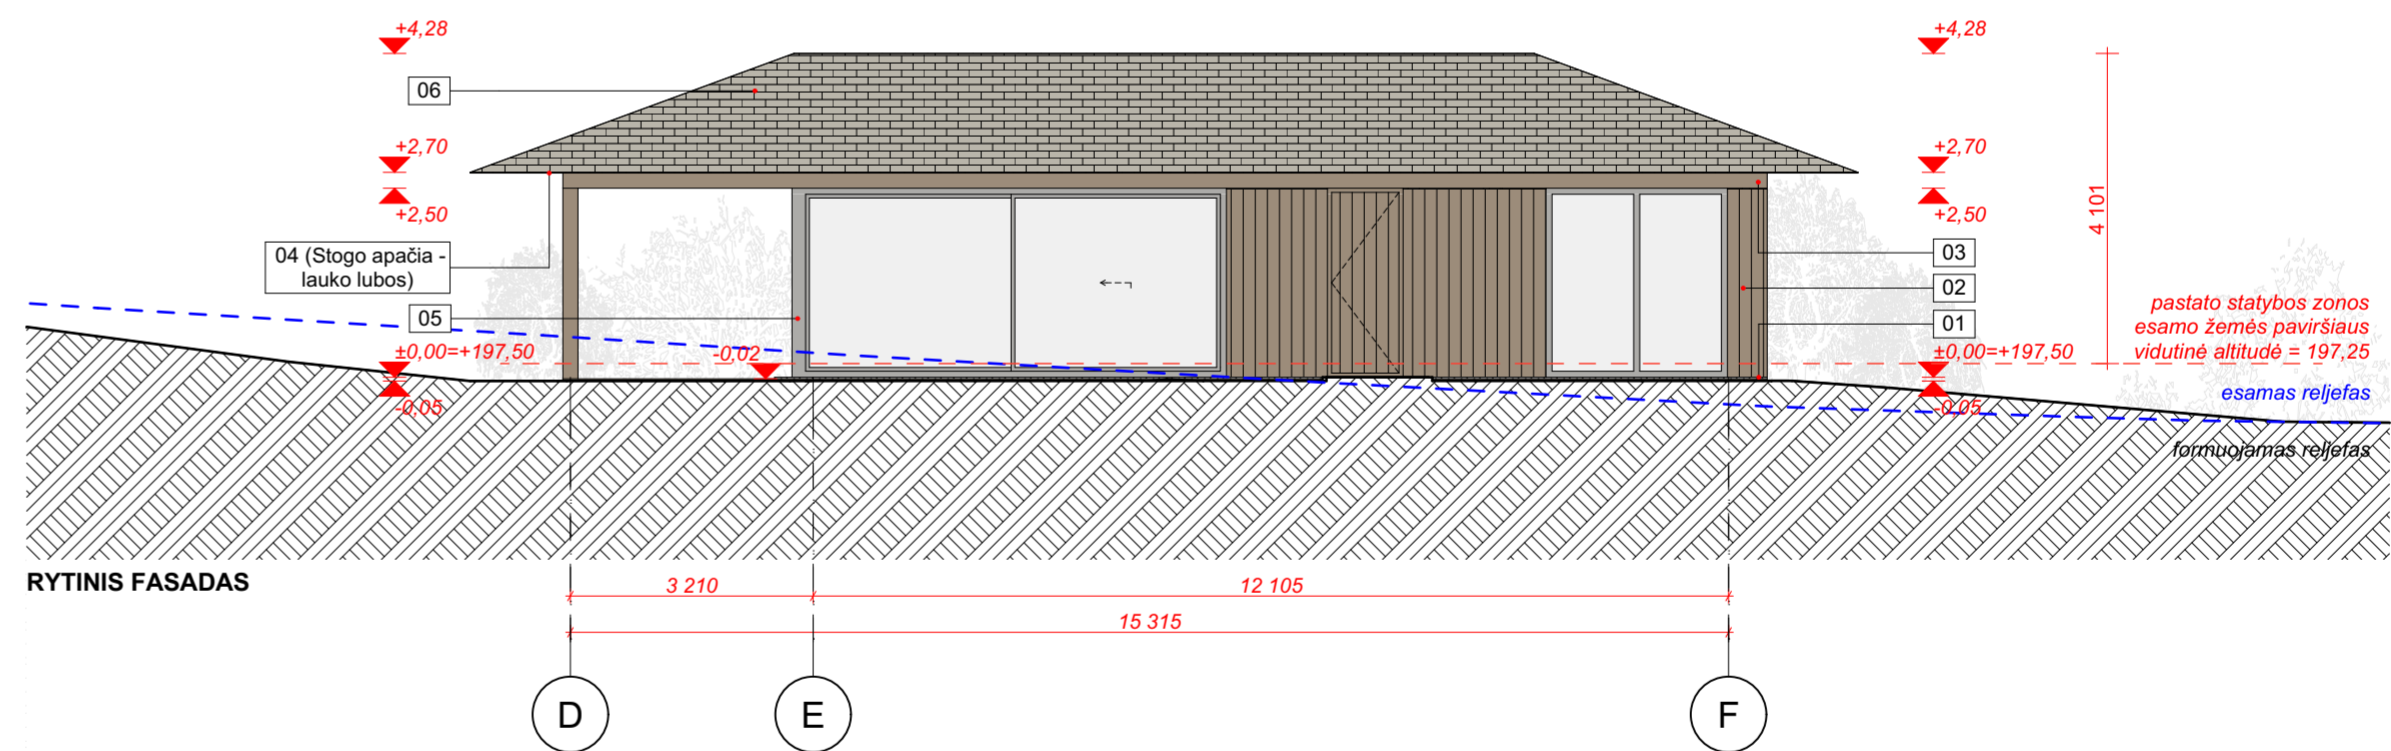 +4,28
+4,28
06
+2,70
+2,70
+2,50
+2,50
4 101
04 (Stogo apačia -
lauko lubos)
03
02
05
01
pastato statybos zonos
esamo žemės paviršiaus
vidutinė altitudė = 197,25
±0,00=+197,50
-0,02
±0,00=+197,50
esamas reljefas
-0,05
-0,05
formuojamas reljefas
RYTINIS FASADAS
3 210
12 105
15 315
D
E
F